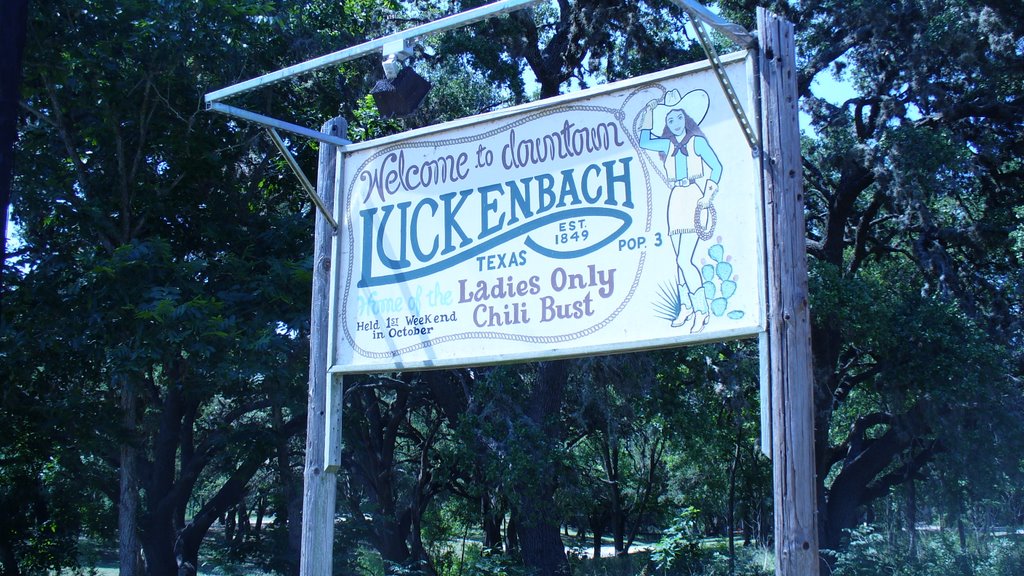 Welcome to downtown
LUCKENBACH
EST.
1849
TEXAS
POP. 3
Home of the
Ladies Only
Chili Bust
Held 1st Weekend
in October